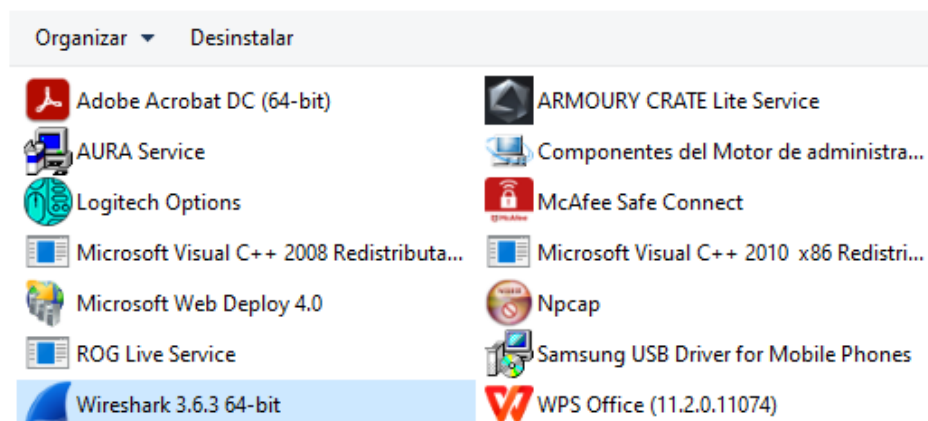 Organizar Desinstalar
Adobe Acrobat DC (64-bit) ARMOURY CRATE Lite Service
AURA Service Componentes del Motor de administra...
Logitech Options McAfee Safe Connect
Microsoft Visual C++ 2008 Redistributa... Microsoft Visual C++ 2010 x86 Redistri...
Microsoft Web Deploy 4.0 Npcap
ROG Live Service Samsung USB Driver for Mobile Phones
Wireshark 3.6.3 64-bit WPS Office (11.2.0.11074)